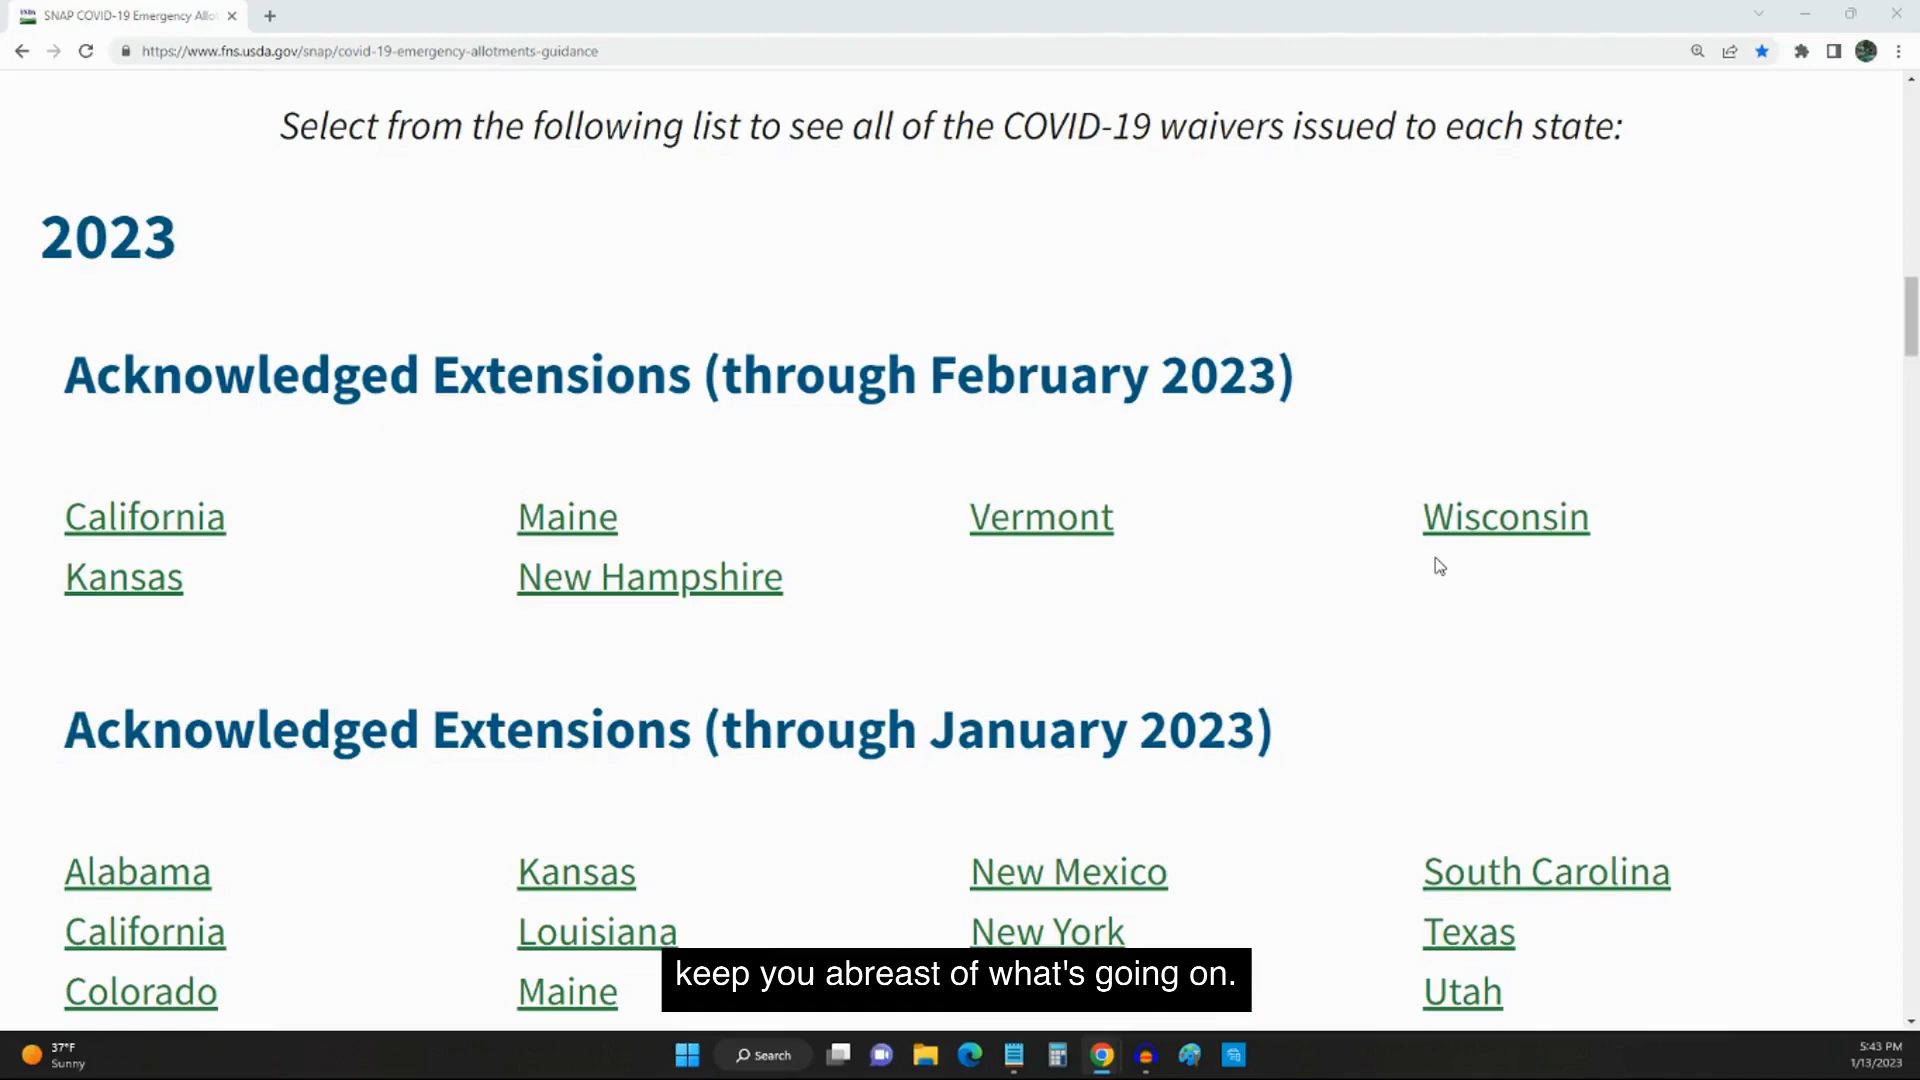 SNAP COVID-19 Emergency Allo
https://www.fns.usda.gov/snap/covid-19-emergency-allotments-guidance
Select from the following list to see all of the COVID-19 waivers issued to each state:
2023
Acknowledged Extensions (through February 2023)
California Maine Vermont Wisconsin
Kansas New Hampshire
Acknowledged Extensions (through January 2023)
Alabama Kansas New Mexico South Carolina
California Louisiana New York Texas
Colorado Maine Utah
keep you abreast of what's going on.
37°F
Sunny
Search
5:43 PM
1/13/2023